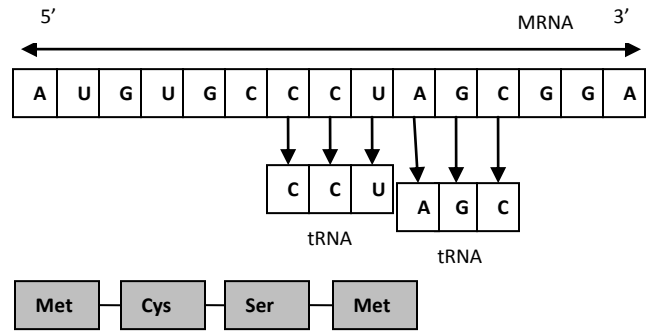 5’ MRNA 3’
A U G U G C C C U A G C G G A
C C U A G C
tRNA
tRNA
Met Cys Ser Met